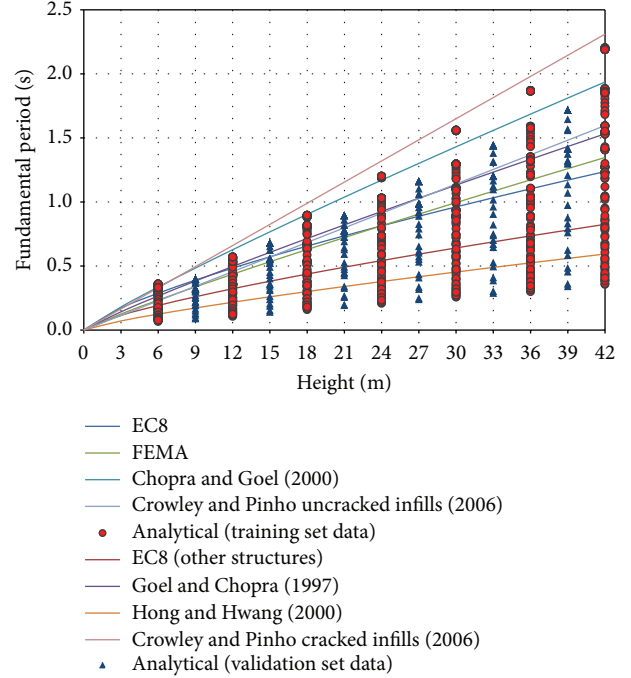 2.5
2.0
1.5
1.0
0.5
0.0
Fundamental period (s)
0 3 6 9 12 15 18 21 24 27 30 33 36 39 42
Height (m)
EC8
FEMA
Chopra and Goel (2000)
Crowley and Pinho uncracked infills (2006)
Analytical (training set data)
EC8 (other structures)
Goel and Chopra (1997)
Hong and Hwang (2000)
Crowley and Pinho cracked infills (2006)
Analytical (validation set data)